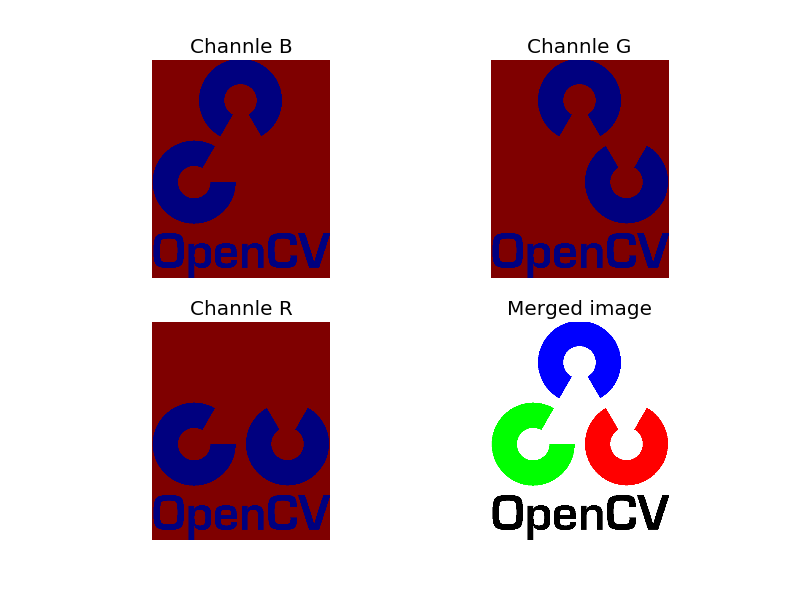 Channle B
OpenCV
Channle G
OpenCV
Channle R
OpenCV
Merged image
OpenCV